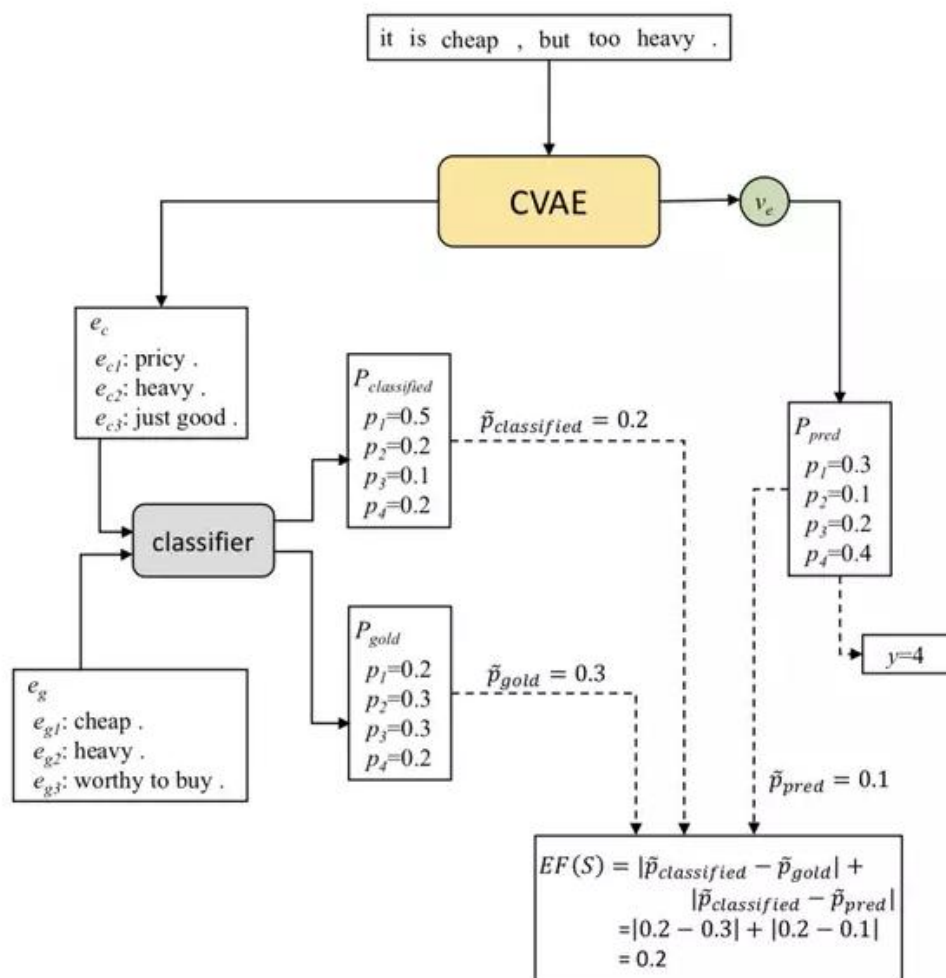 it is cheap , but too heavy .
CVAE
v_e
e_c
e_c1: pricy .
e_c2: heavy .
e_c3: just good .
P_classified
p_1=0.5
p_2=0.2
p_3=0.1
p_4=0.2
p̃_classified = 0.2
P_pred
p_1=0.3
p_2=0.1
p_3=0.2
p_4=0.4
classifier
P_gold
p_1=0.2
p_2=0.3
p_3=0.3
p_4=0.2
p̃_gold = 0.3
y=4
e_g
e_g1: cheap .
e_g2: heavy .
e_g3: worthy to buy .
p̃_pred = 0.1
EF(S) = |p̃_classified − p̃_gold| +
|p̃_classified − p̃_pred|
=|0.2 − 0.3| + |0.2 − 0.1|
= 0.2